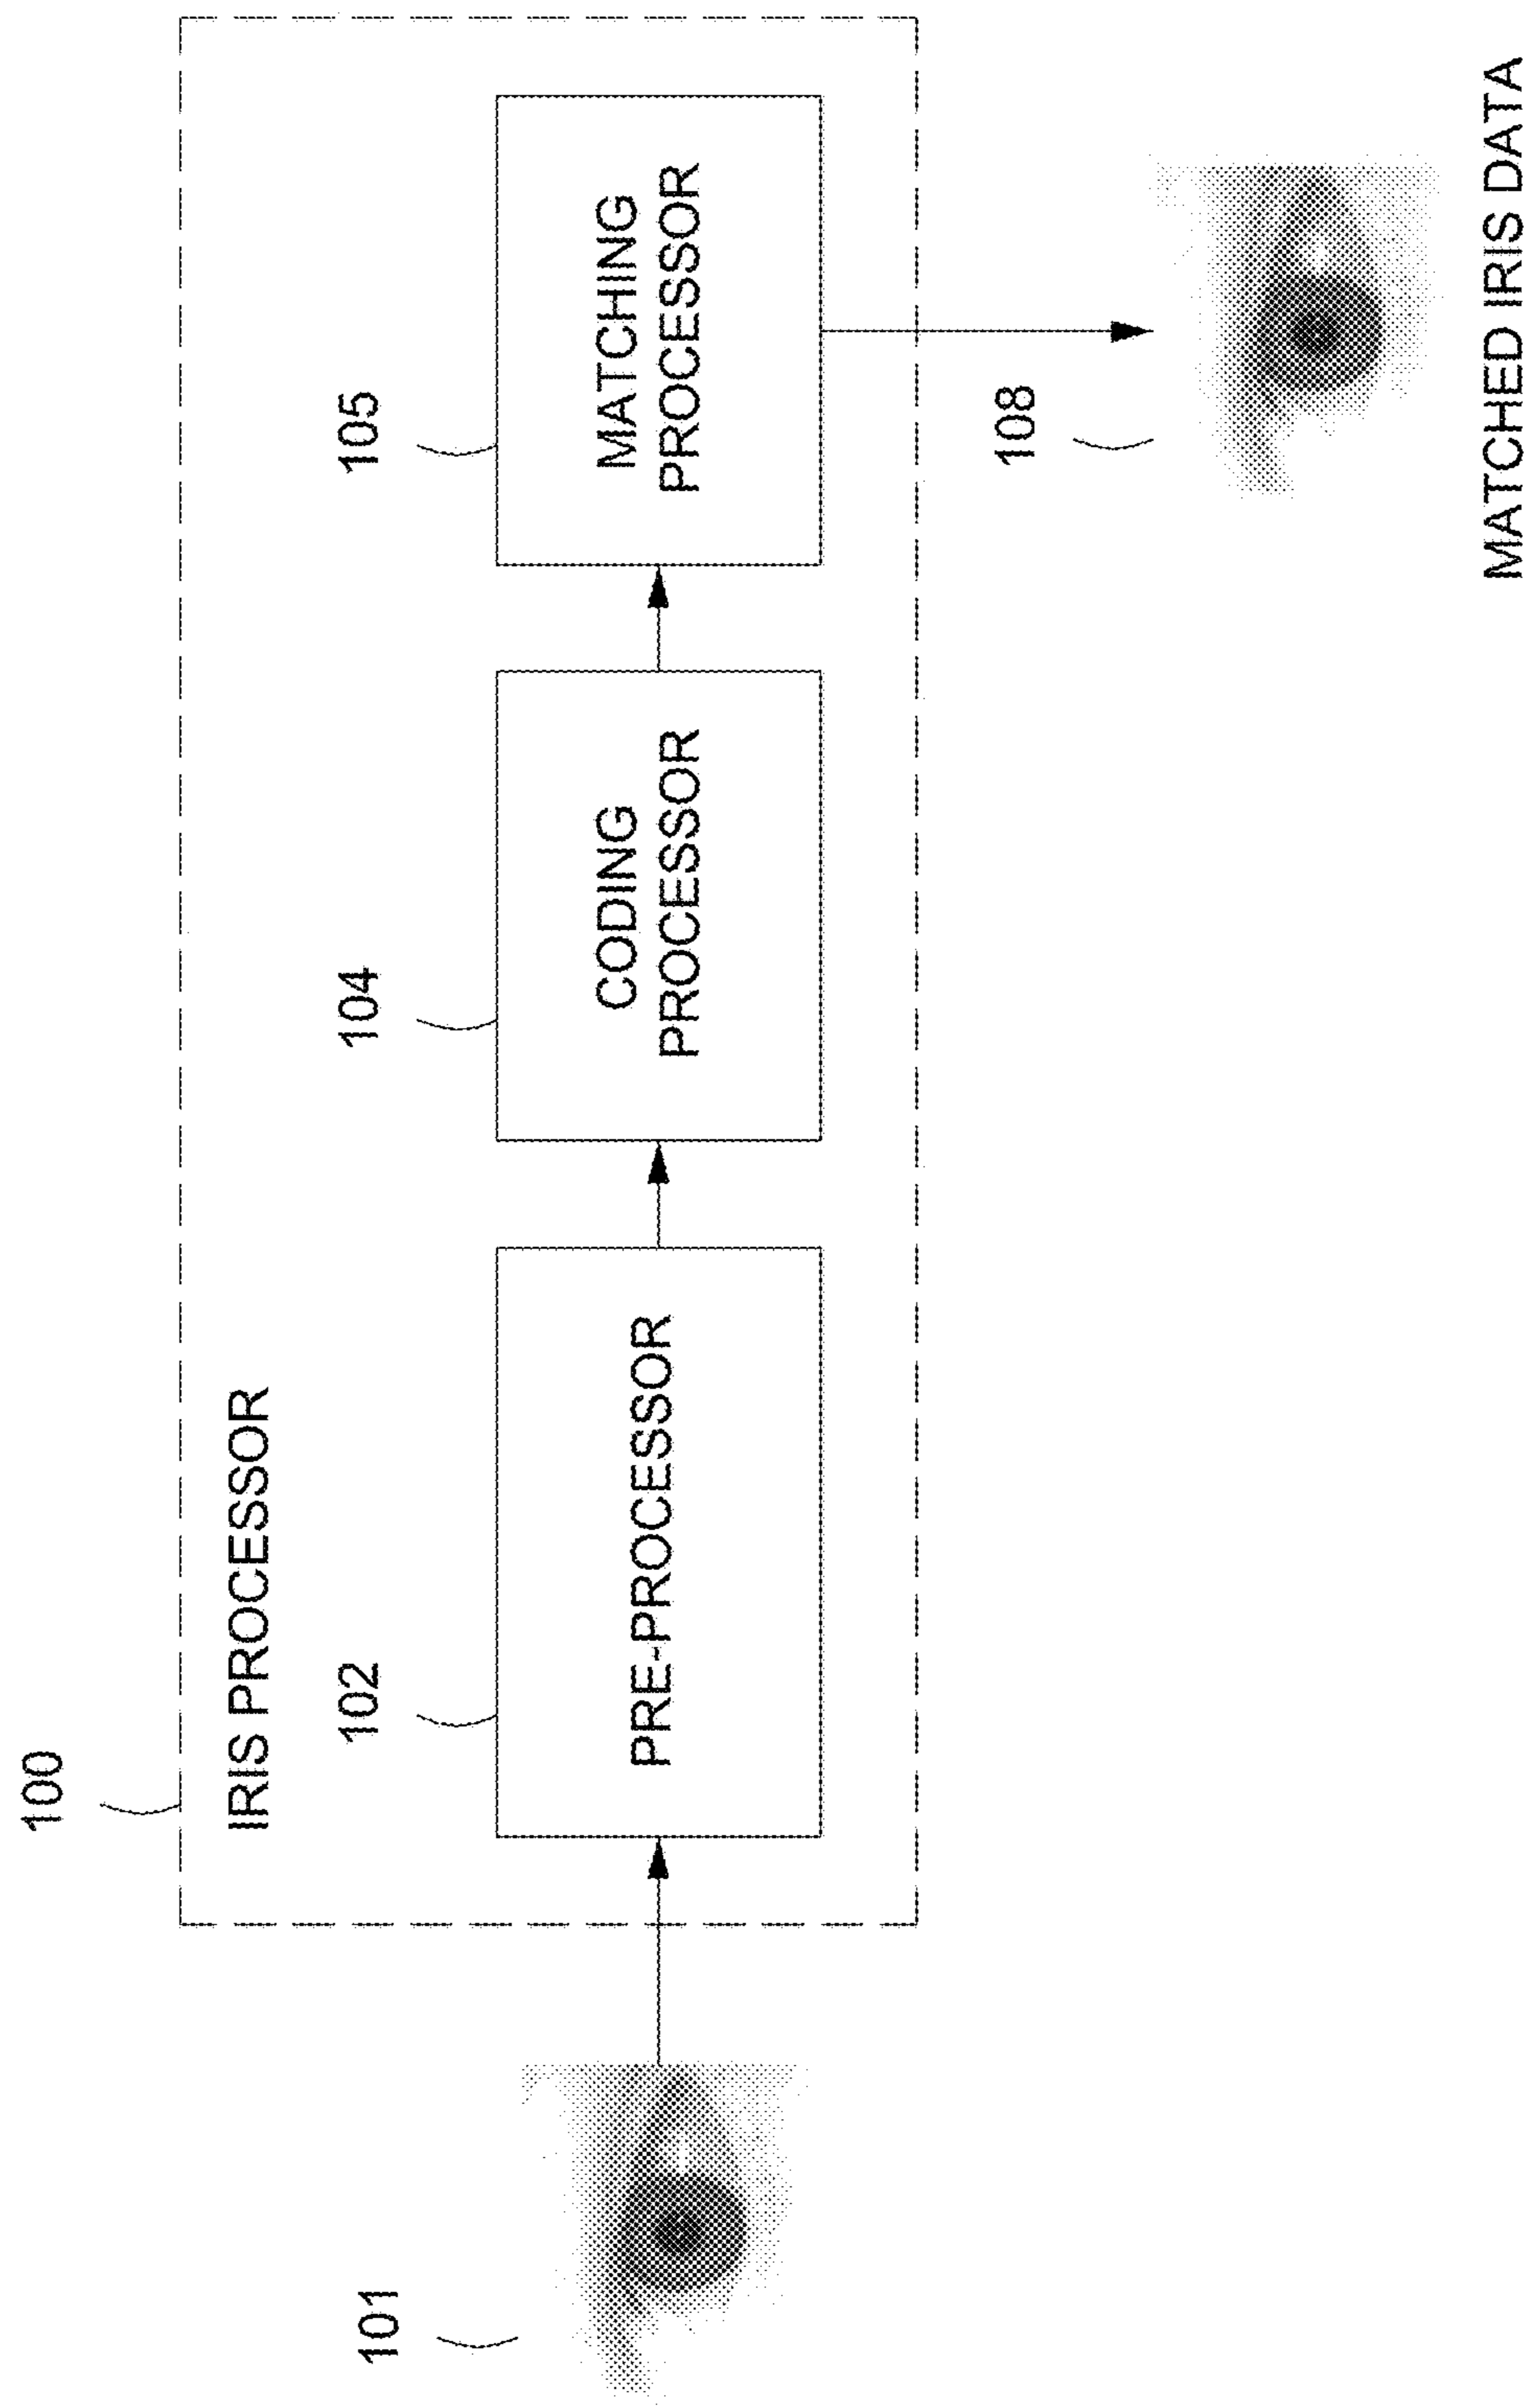 100
IRIS PROCESSOR
101
102
PRE-PROCESSOR
104
CODING
PROCESSOR
105
MATCHING
PROCESSOR
108
MATCHED IRIS DATA